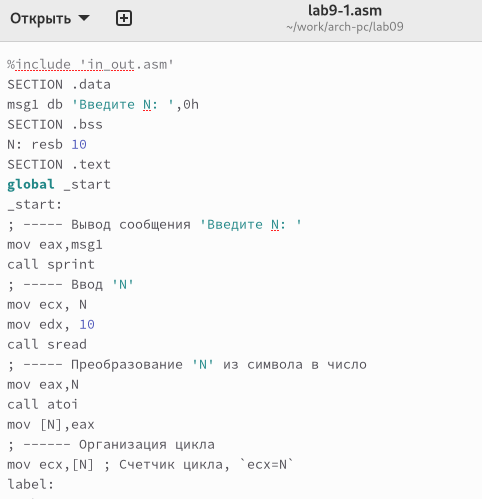 Открыть
lab9-1.asm
~/work/arch-pc/lab09
%include 'in_out.asm'
SECTION .data
msg1 db 'Введите N: ',0h
SECTION .bss
N: resb 10
SECTION .text
global _start
_start:
; ----- Вывод сообщения 'Введите N: '
mov eax,msg1
call sprint
; ----- Ввод 'N'
mov ecx, N
mov edx, 10
call sread
; ----- Преобразование 'N' из символа в число
mov eax,N
call atoi
mov [N],eax
; ------ Организация цикла
mov ecx,[N] ; Счетчик цикла, `ecx=N`
label: